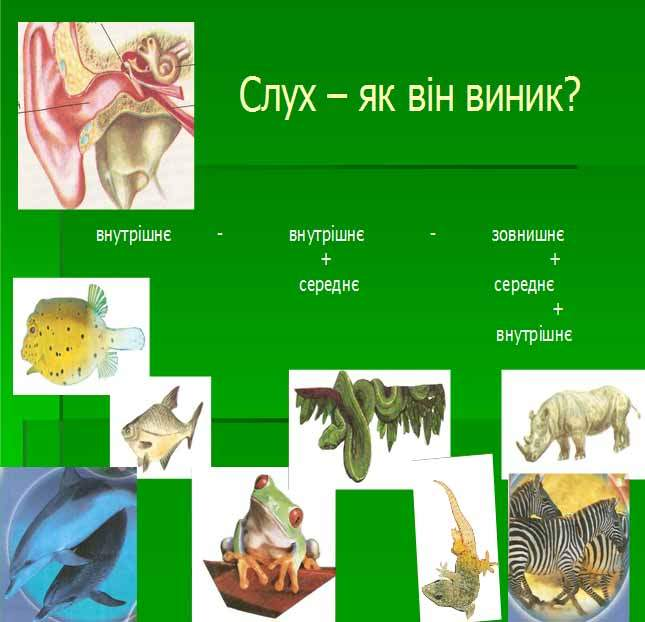 Слух – як він виник?
внутрішнє - внутрішнє - зовнишнє
+ +
середнє середнє
+
внутрішнє